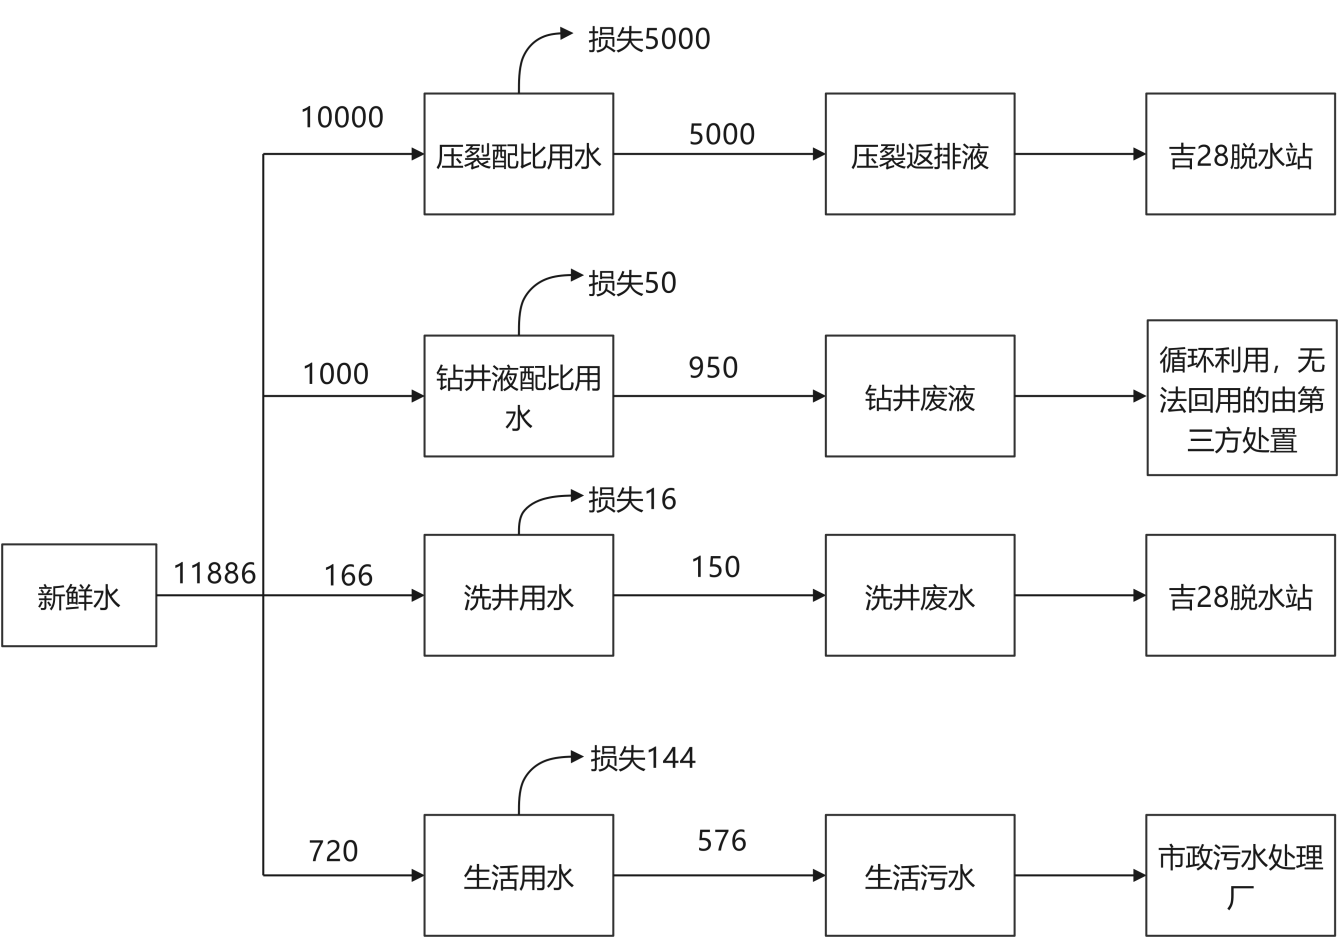 损失5000
10000
压裂配比用水
5000
压裂返排液
吉28脱水站
损失50
1000
钻井液配比用
水
950
钻井废液
循环利用，无
法回用的由第
三方处置
损失16
新鲜水
11886
166
洗井用水
150
洗井废水
吉28脱水站
损失144
720
生活用水
576
生活污水
市政污水处理
厂